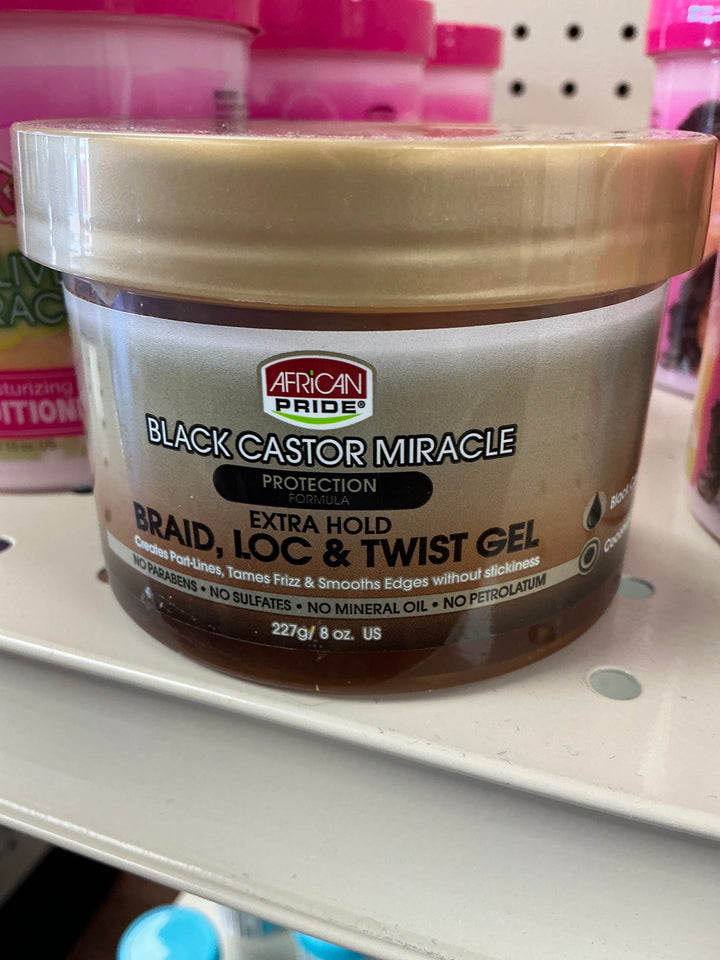 AFRICAN
PRIDE®
BLACK CASTOR MIRACLE
PROTECTION
FORMULA
EXTRA HOLD
BRAID, LOC & TWIST GEL
Creates Part-Lines, Tames Frizz & Smooths Edges without stickiness
NO PARABENS • NO SULFATES • NO MINERAL OIL • NO PETROLATUM
227g/ 8 oz. US
Black